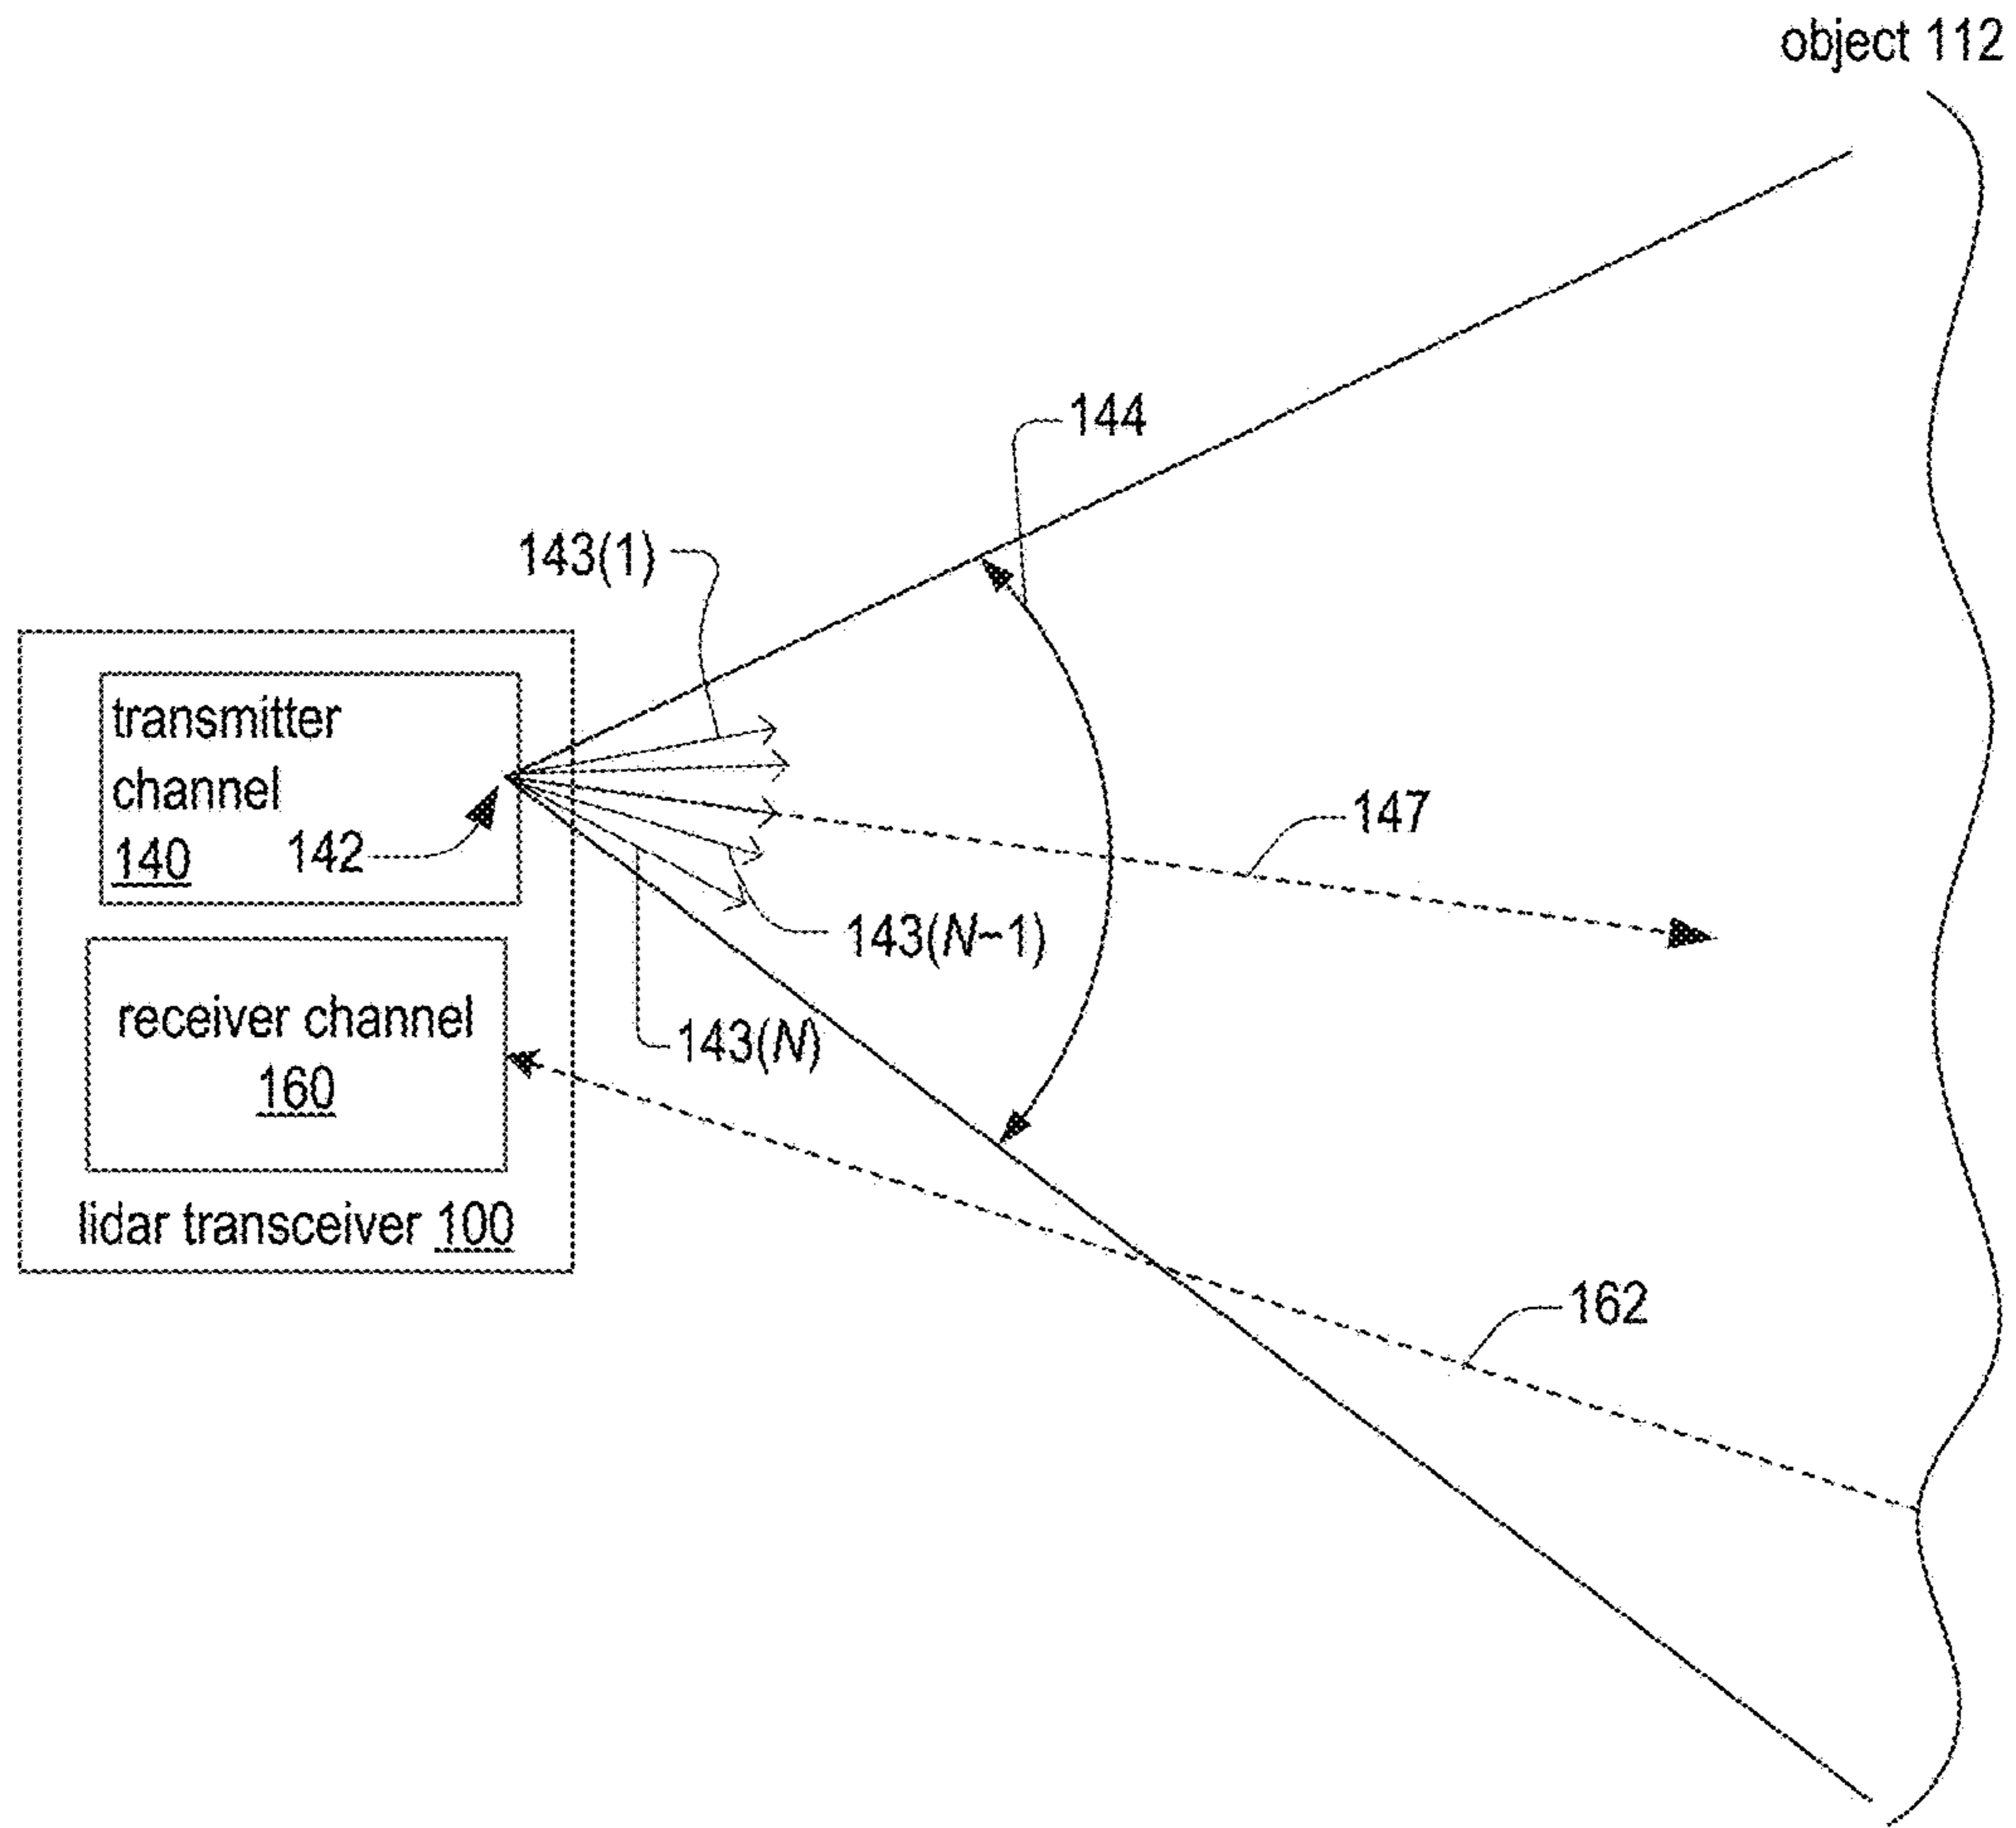 object 112
144
143(1)
transmitter
channel
140
142
147
143(N–1)
receiver channel
160
143(N)
lidar transceiver 100
162